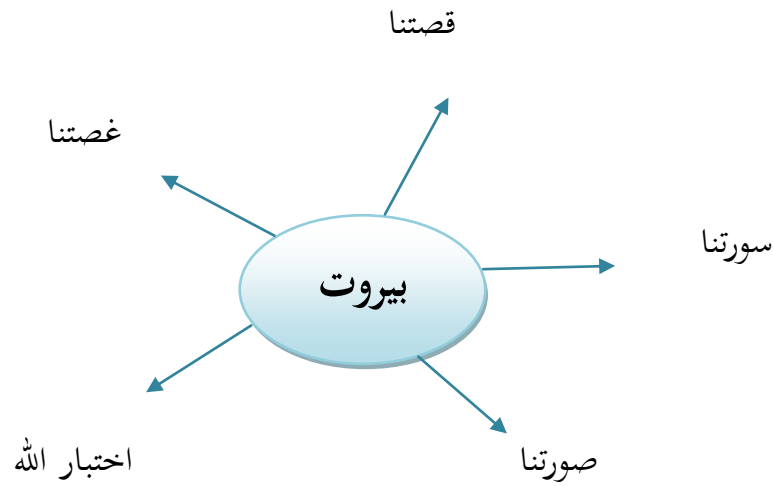 قصتنا
غصتنا
سورتنا
بيروت
اختبار الله
صورتنا